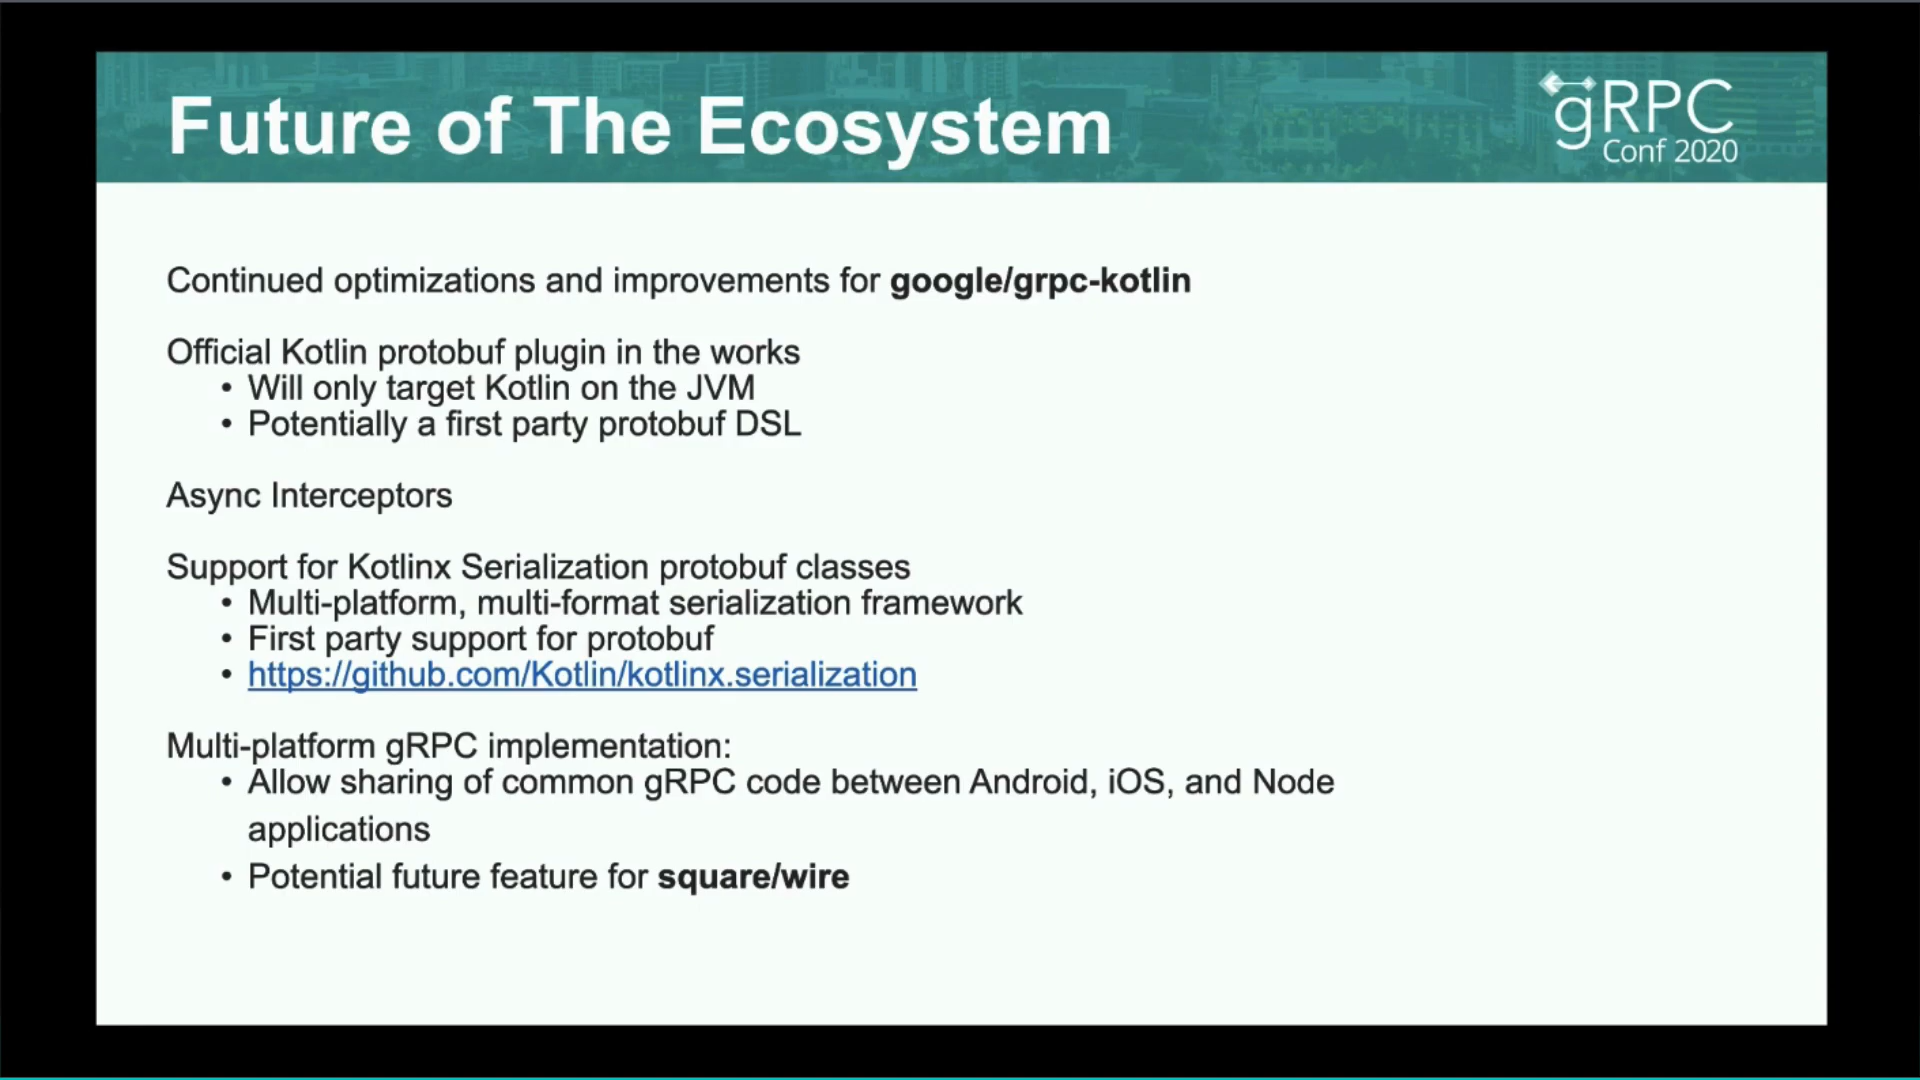 Future of The Ecosystem
gRPC
Conf 2020
Continued optimizations and improvements for google/grpc-kotlin
Official Kotlin protobuf plugin in the works
• Will only target Kotlin on the JVM
• Potentially a first party protobuf DSL
Async Interceptors
Support for Kotlinx Serialization protobuf classes
• Multi-platform, multi-format serialization framework
• First party support for protobuf
• https://github.com/Kotlin/kotlinx.serialization
Multi-platform gRPC implementation:
• Allow sharing of common gRPC code between Android, iOS, and Node
applications
• Potential future feature for square/wire